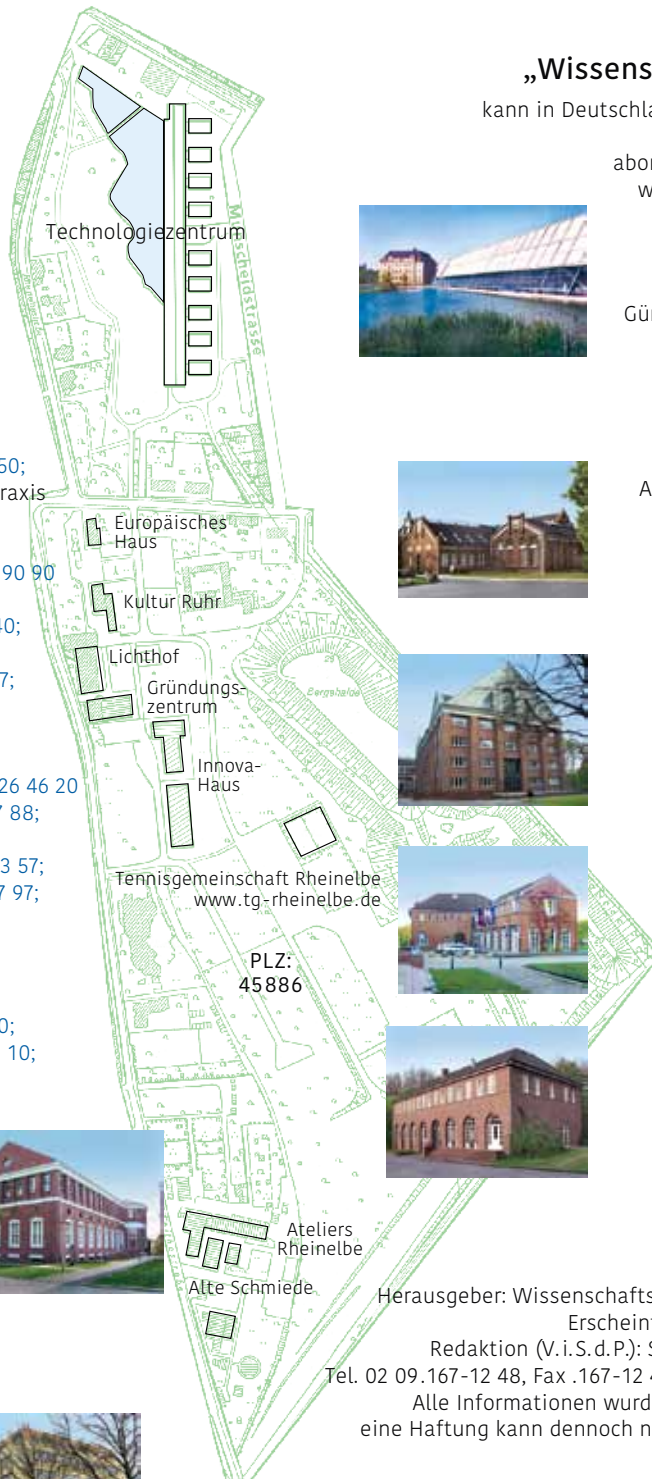 „Wissens
kann in Deutschla
abor
w
Gür
A
Technologiezentrum
Munscheidstrasse
50;
raxis
90 90
40;
7;
26 46 20
7 88;
3 57;
7 97;
0;
10;
Europäisches
Haus
Kultur Ruhr
Lichthof
Gründungs-
zentrum
Innova-
Haus
Bergehalde
Tennisgemeinschaft Rheinelbe
www.tg-rheinelbe.de
PLZ:
45886
Ateliers
Rheinelbe
Alte Schmiede
Herausgeber: Wissenschafts
Erschein
Redaktion (V.i.S.d.P.): S
Tel. 02 09.167-12 48, Fax .167-12 4
Alle Informationen wurd
eine Haftung kann dennoch n